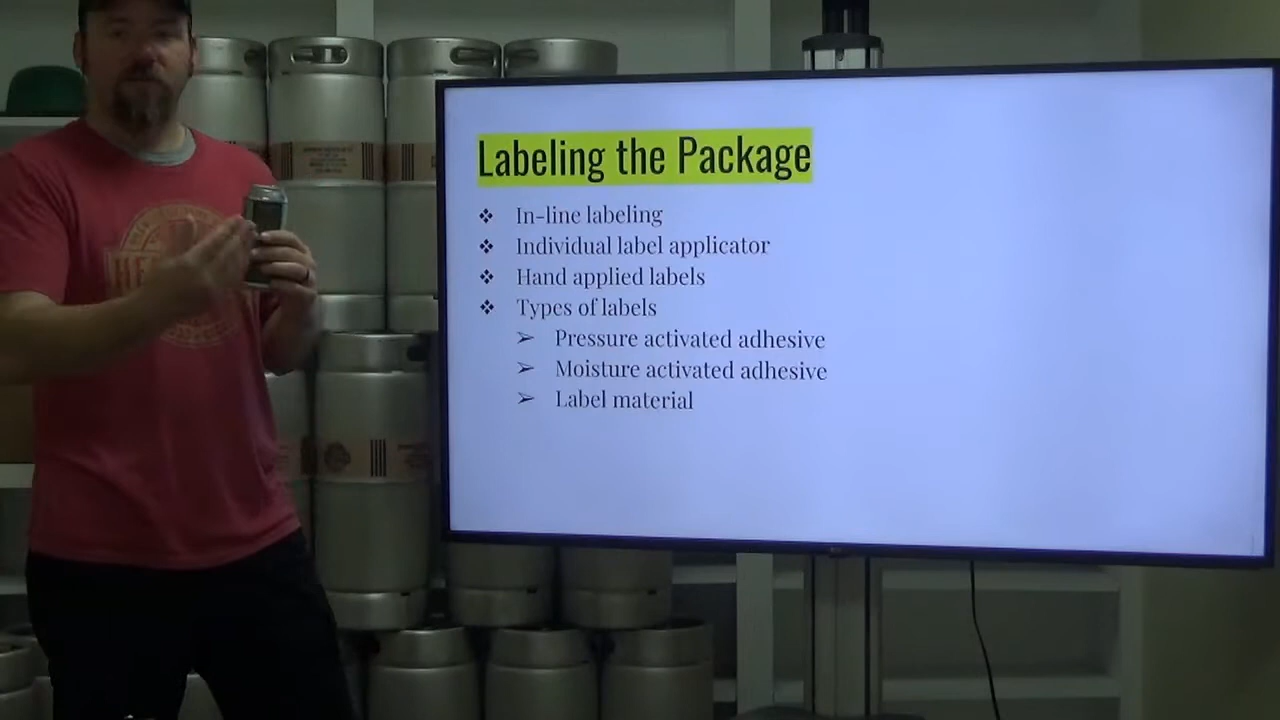 Labeling the Package
❖ In-line labeling
❖ Individual label applicator
❖ Hand applied labels
❖ Types of labels
➢ Pressure activated adhesive
➢ Moisture activated adhesive
➢ Label material